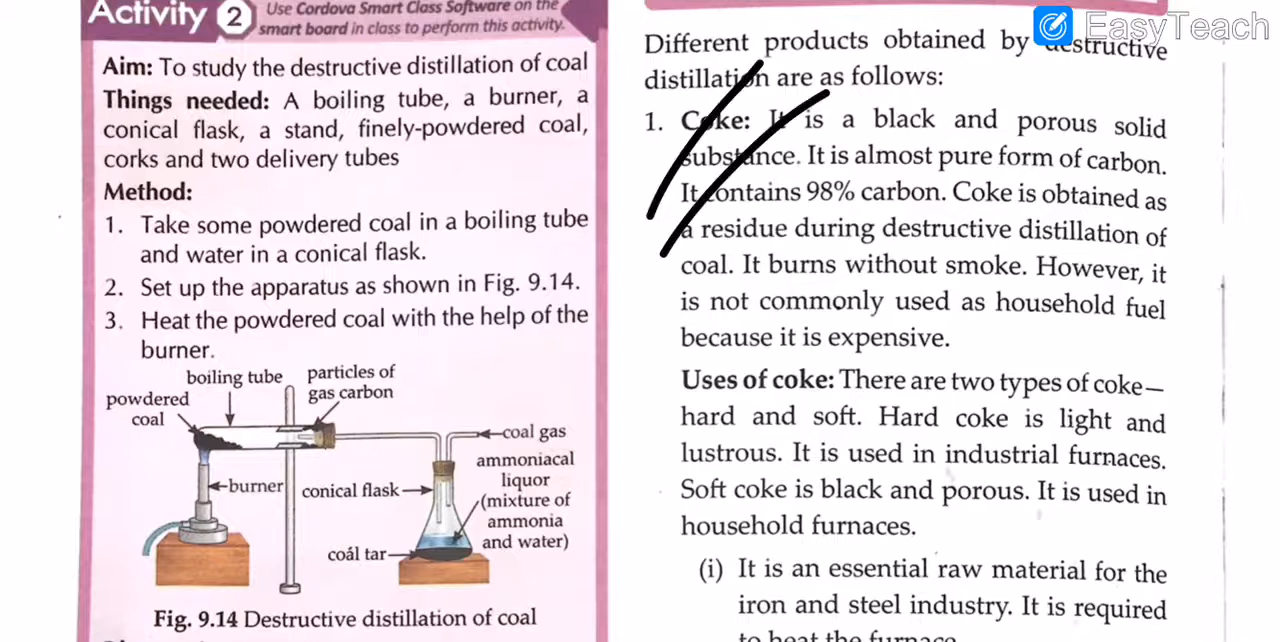 Activity 2
Use Cordova Smart Class Software on the
smart board in class to perform this activity.
Aim: To study the destructive distillation of coal
Things needed: A boiling tube, a burner, a
conical flask, a stand, finely-powdered coal,
corks and two delivery tubes
Method:
1. Take some powdered coal in a boiling tube
and water in a conical flask.
2. Set up the apparatus as shown in Fig. 9.14.
3. Heat the powdered coal with the help of the
burner.
boiling tube
particles of
gas carbon
powdered
coal
coal gas
burner
conical flask
ammoniacal
liquor
(mixture of
ammonia
and water)
coál tar
Fig. 9.14 Destructive distillation of coal
EasyTeach
Different products obtained by destructive
distillation are as follows:
1. Coke: It is a black and porous solid
substance. It is almost pure form of carbon.
It contains 98% carbon. Coke is obtained as
a residue during destructive distillation of
coal. It burns without smoke. However, it
is not commonly used as household fuel
because it is expensive.
Uses of coke: There are two types of coke—
hard and soft. Hard coke is light and
lustrous. It is used in industrial furnaces.
Soft coke is black and porous. It is used in
household furnaces.
(i) It is an essential raw material for the
iron and steel industry. It is required
to heat the furnace